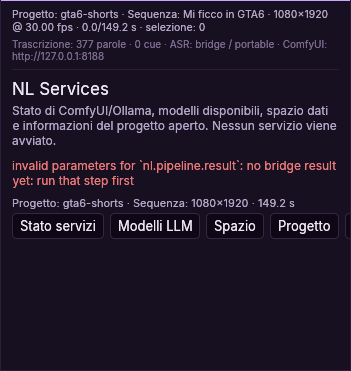 Progetto: gta6-shorts · Sequenza: Mi ficco in GTA6 · 1080×1920
@ 30.00 fps · 0.0/149.2 s · selezione: 0
Trascrizione: 377 parole · 0 cue · ASR: bridge / portable · ComfyUI:
http://127.0.0.1:8188
NL Services
Stato di ComfyUI/Ollama, modelli disponibili, spazio dati
e informazioni del progetto aperto. Nessun servizio viene
avviato.
invalid parameters for `nl.pipeline.result`: no bridge result
yet: run that step first
Progetto: gta6-shorts · Sequenza: 1080×1920 · 149.2 s
Stato servizi Modelli LLM Spazio Progetto